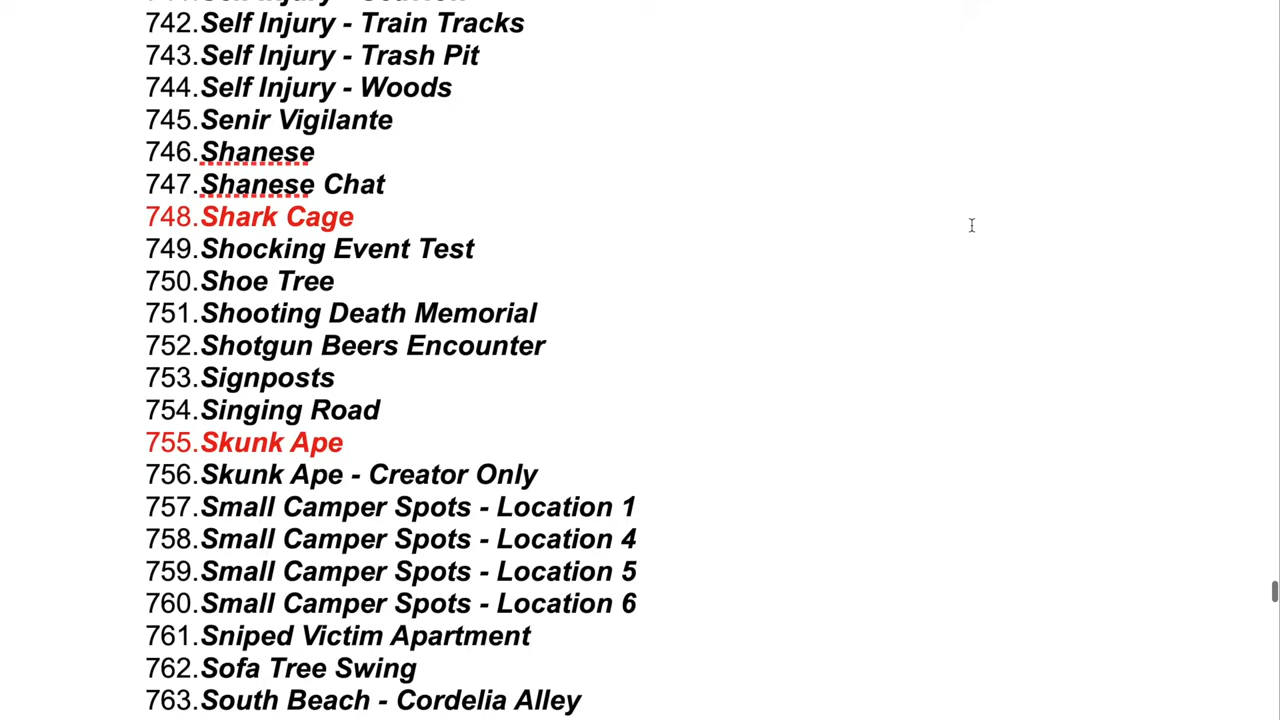 742.Self Injury - Train Tracks
743.Self Injury - Trash Pit
744.Self Injury - Woods
745.Senir Vigilante
746.Shanese
747.Shanese Chat
748.Shark Cage
749.Shocking Event Test
750.Shoe Tree
751.Shooting Death Memorial
752.Shotgun Beers Encounter
753.Signposts
754.Singing Road
755.Skunk Ape
756.Skunk Ape - Creator Only
757.Small Camper Spots - Location 1
758.Small Camper Spots - Location 4
759.Small Camper Spots - Location 5
760.Small Camper Spots - Location 6
761.Sniped Victim Apartment
762.Sofa Tree Swing
763.South Beach - Cordelia Alley